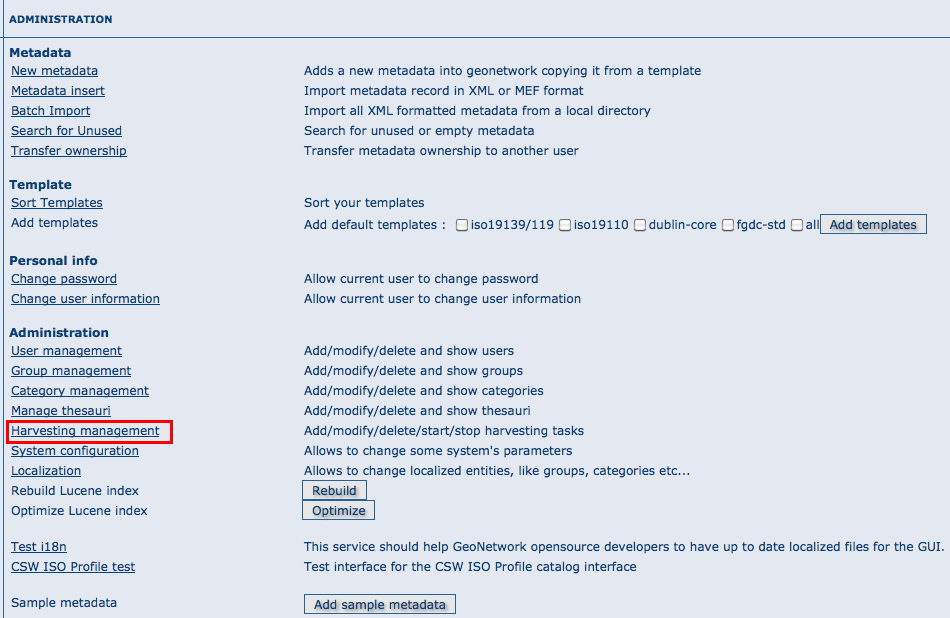 ADMINISTRATION
Metadata
New metadata Adds a new metadata into geonetwork copying it from a template
Metadata insert Import metadata record in XML or MEF format
Batch Import Import all XML formatted metadata from a local directory
Search for Unused Search for unused or empty metadata
Transfer ownership Transfer metadata ownership to another user
Template
Sort Templates Sort your templates
Add templates Add default templates : iso19139/119 iso19110 dublin-core fgdc-std all Add templates
Personal info
Change password Allow current user to change password
Change user information Allow current user to change user information
Administration
User management Add/modify/delete and show users
Group management Add/modify/delete and show groups
Category management Add/modify/delete and show categories
Manage thesauri Add/modify/delete and show thesauri
Harvesting management Add/modify/delete/start/stop harvesting tasks
System configuration Allows to change some system's parameters
Localization Allows to change localized entities, like groups, categories etc...
Rebuild Lucene index Rebuild
Optimize Lucene index Optimize
Test i18n This service should help GeoNetwork opensource developers to have up to date localized files for the GUI.
CSW ISO Profile test Test interface for the CSW ISO Profile catalog interface
Sample metadata Add sample metadata